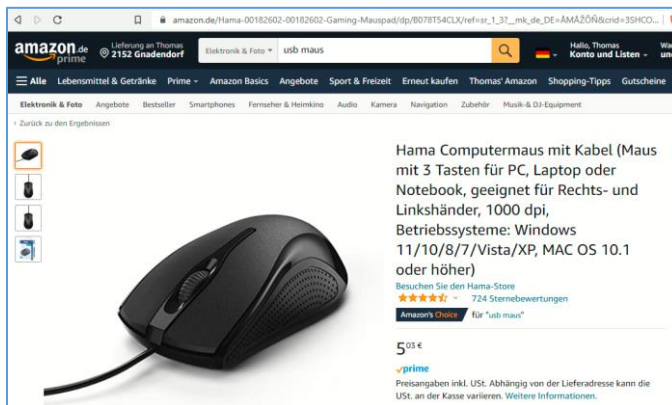 amazon.de/Hama-00182602-00182602-Gaming-Mauspad/dp/B078T54CLX/ref=sr_1_3?__mk_de_DE=ÅMÅŽÕÑ&crid=3SHCO...
amazon.de
prime
Lieferung an Thomas
2152 Gnadendorf
Elektronik & Foto
usb maus
Hallo, Thomas
Konto und Listen
Alle Lebensmittel & Getränke Prime Amazon Basics Angebote Sport & Freizeit Erneut kaufen Thomas' Amazon Shopping-Tipps Gutscheine
Elektronik & Foto Angebote Bestseller Smartphones Fernseher & Heimkino Audio Kamera Navigation Zubehör Musik-& DJ-Equipment
‹ Zurück zu den Ergebnissen
Hama Computermaus mit Kabel (Maus
mit 3 Tasten für PC, Laptop oder
Notebook, geeignet für Rechts- und
Linkshänder, 1000 dpi,
Betriebssysteme: Windows
11/10/8/7/Vista/XP, MAC OS 10.1
oder höher)
Besuchen Sie den Hama-Store
724 Sternebewertungen
Amazon's Choice für "usb maus"
5 03 €
prime
Preisangaben inkl. USt. Abhängig von der Lieferadresse kann die
USt. an der Kasse variieren. Weitere Informationen.